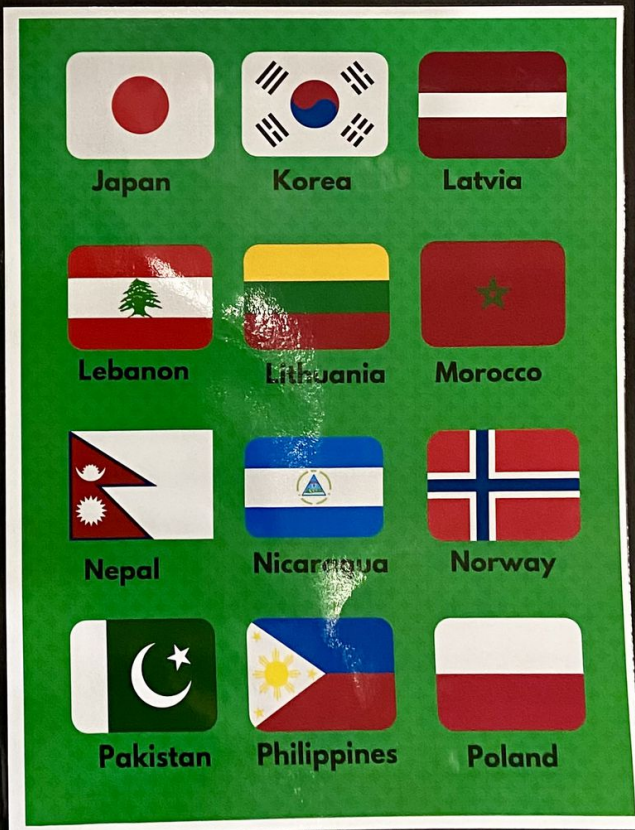 Japan
Korea
Latvia
Lebanon
Lithuania
Morocco
Nepal
Nicaragua
Norway
Pakistan
Philippines
Poland